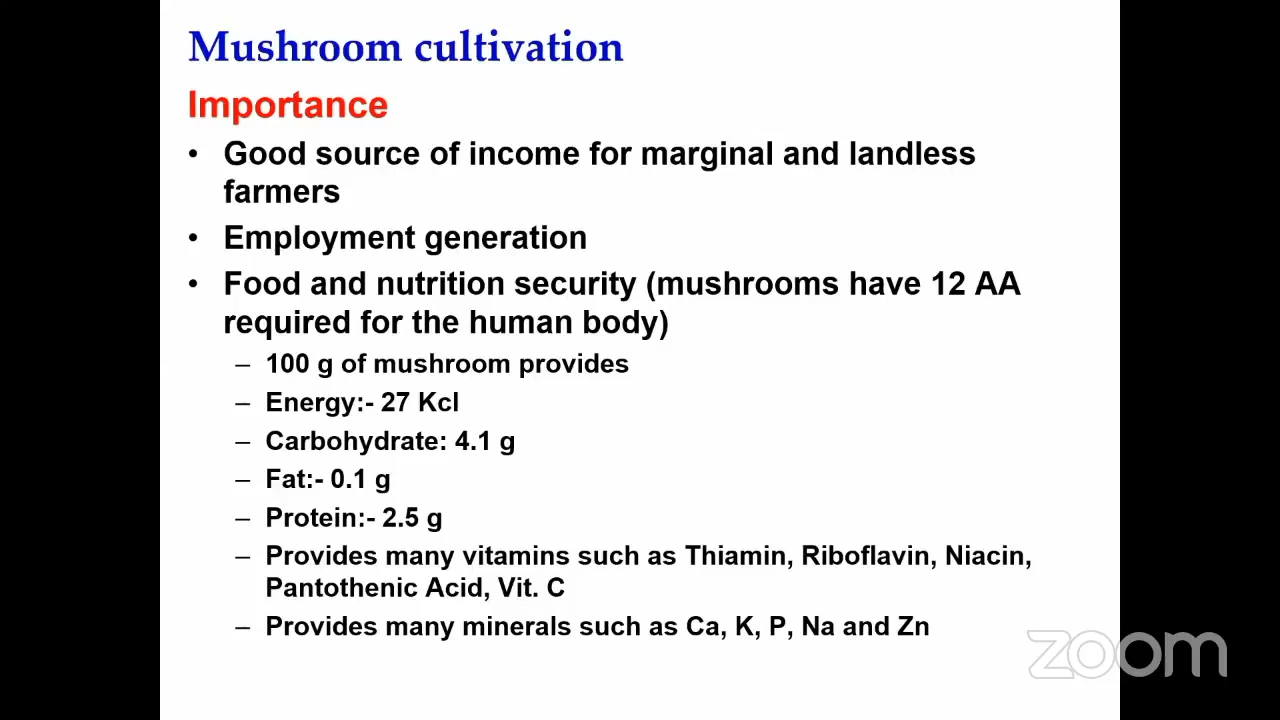 Mushroom cultivation
Importance
• Good source of income for marginal and landless
farmers
• Employment generation
• Food and nutrition security (mushrooms have 12 AA
required for the human body)
– 100 g of mushroom provides
– Energy:- 27 Kcl
– Carbohydrate: 4.1 g
– Fat:- 0.1 g
– Protein:- 2.5 g
– Provides many vitamins such as Thiamin, Riboflavin, Niacin,
Pantothenic Acid, Vit. C
– Provides many minerals such as Ca, K, P, Na and Zn
zoom